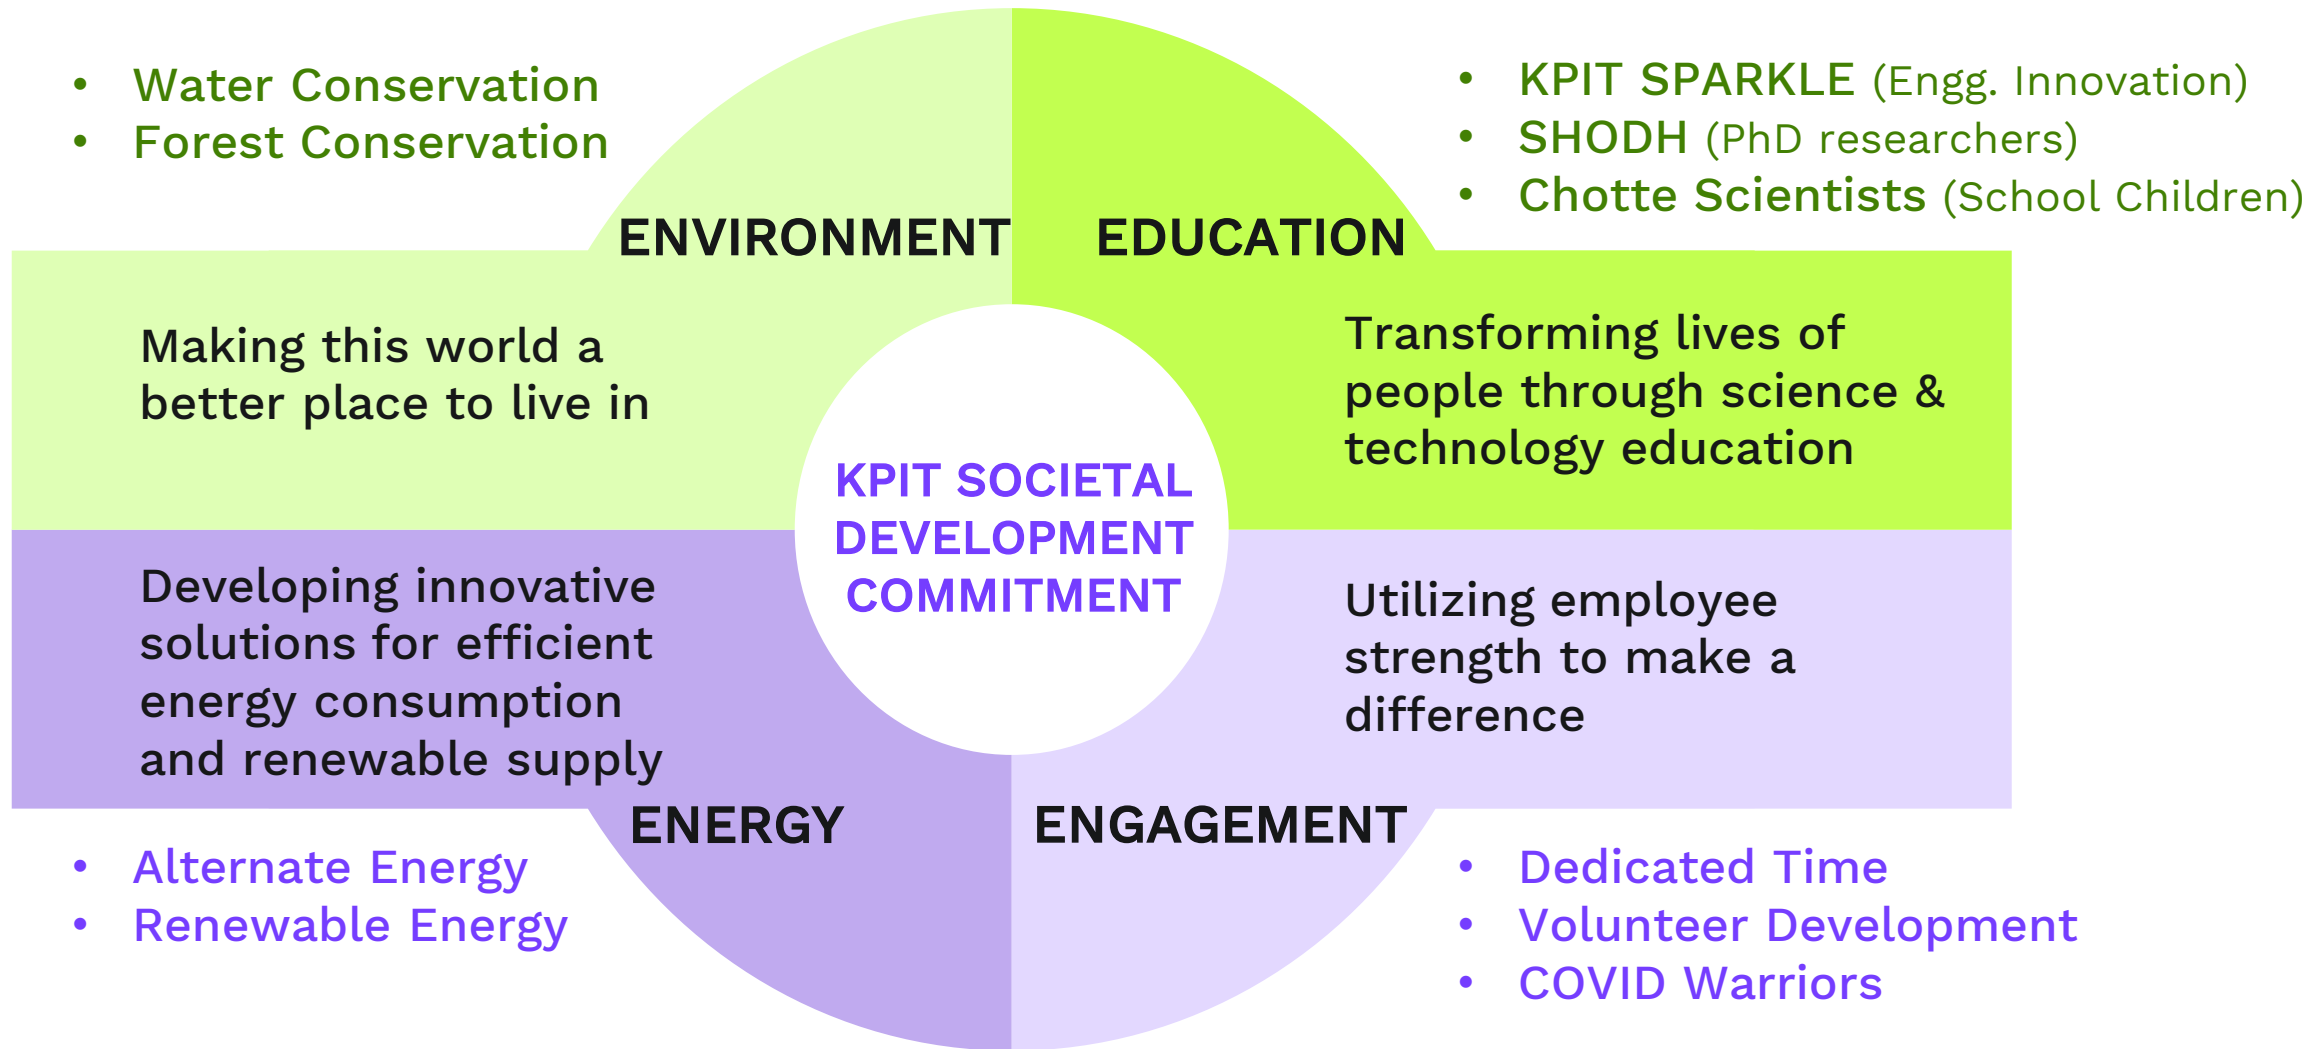 • Water Conservation
• Forest Conservation
ENVIRONMENT
Making this world a
better place to live in
• KPIT SPARKLE (Engg. Innovation)
• SHODH (PhD researchers)
• Chotte Scientists (School Children)
EDUCATION
Transforming lives of
people through science &
technology education
KPIT SOCIETAL
DEVELOPMENT
COMMITMENT
Developing innovative
solutions for efficient
energy consumption
and renewable supply
ENERGY
• Alternate Energy
• Renewable Energy
Utilizing employee
strength to make a
difference
ENGAGEMENT
• Dedicated Time
• Volunteer Development
• COVID Warriors